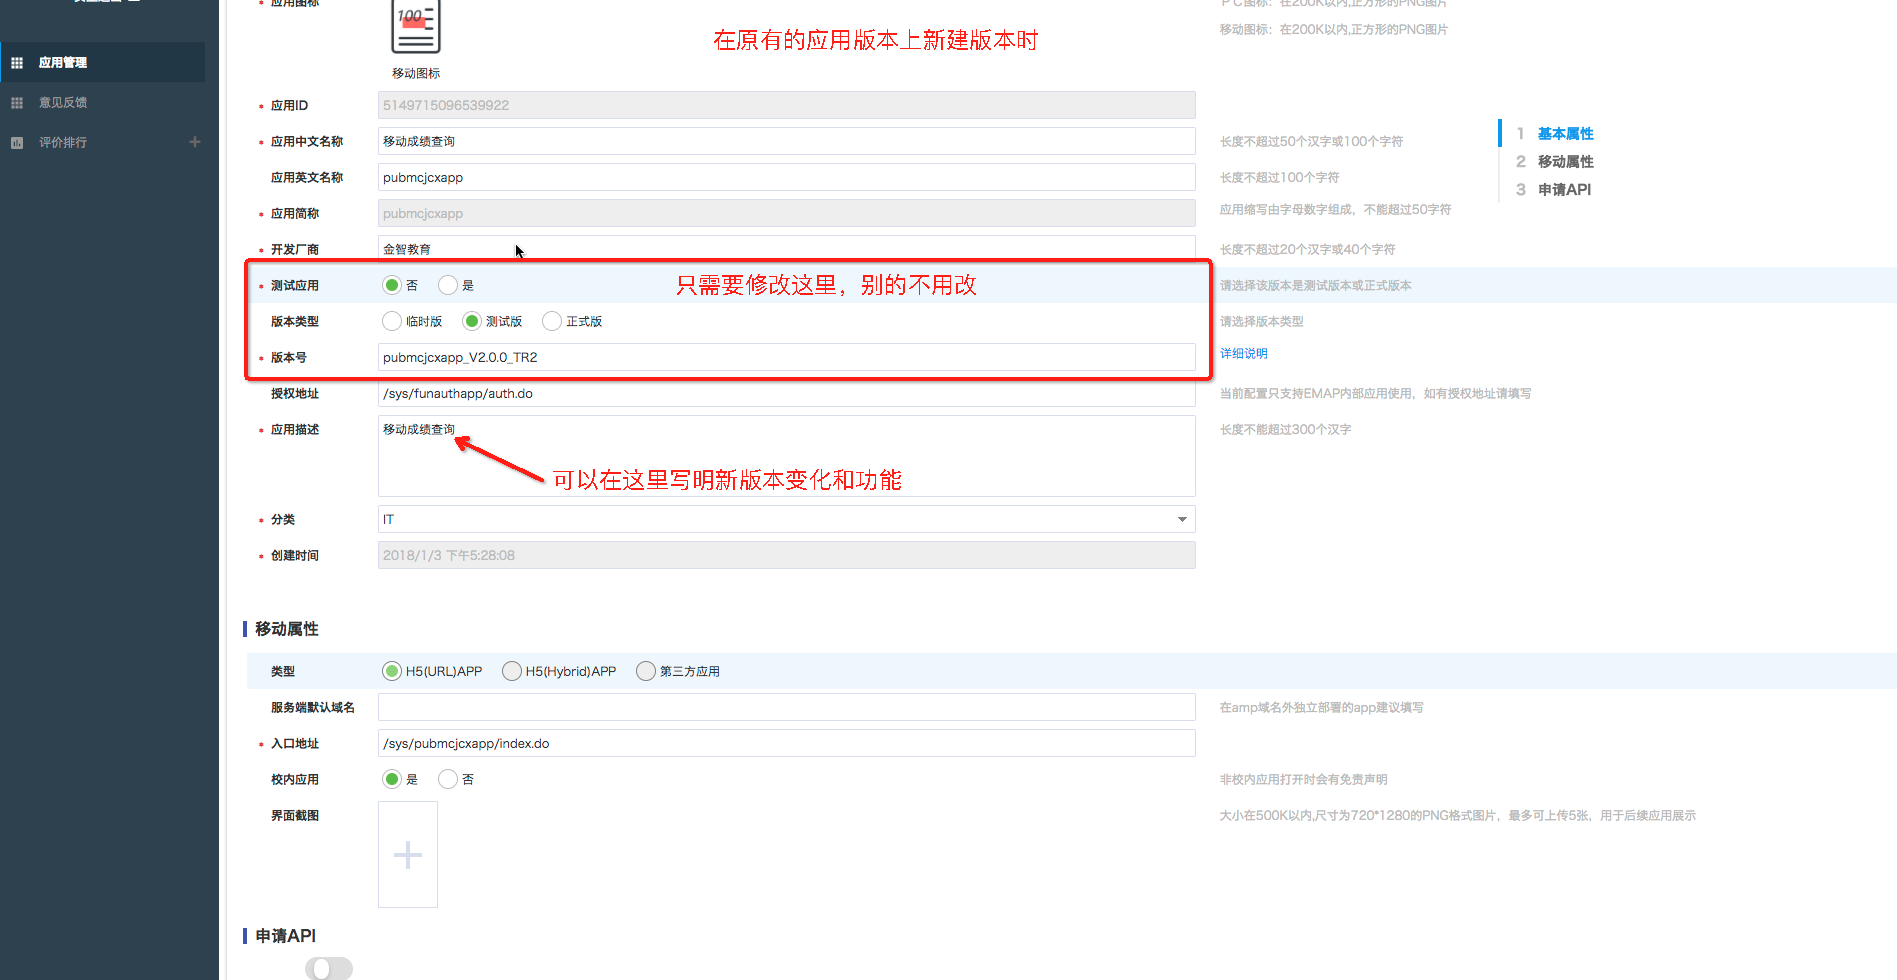 应用图标
PC图标：在200K以内,正方形的PNG图片
移动图标：在200K以内,正方形的PNG图片
100
移动图标
在原有的应用版本上新建版本时
应用管理
意见反馈
评价排行
* 应用ID
5149715096539922
* 应用中文名称
移动成绩查询
长度不超过50个汉字或100个字符
应用英文名称
pubmcjcxapp
长度不超过100个字符
* 应用简称
pubmcjcxapp
应用缩写由字母数字组成，不能超过50字符
* 开发厂商
金智教育
长度不超过20个汉字或40个字符
1 基本属性
2 移动属性
3 申请API
* 测试应用
否 是
只需要修改这里，别的不用改
请选择该版本是测试版本或正式版本
版本类型
临时版 测试版 正式版
请选择版本类型
* 版本号
pubmcjcxapp_V2.0.0_TR2
详细说明
授权地址
/sys/funauthapp/auth.do
当前配置只支持EMAP内部应用使用，如有授权地址请填写
* 应用描述
移动成绩查询
长度不能超过300个汉字
可以在这里写明新版本变化和功能
* 分类
IT
* 创建时间
2018/1/3 下午5:28:08
移动属性
类型
H5(URL)APP H5(Hybrid)APP 第三方应用
服务端默认域名
在amp域名外独立部署的app建议填写
* 入口地址
/sys/pubmcjcxapp/index.do
校内应用
是 否
非校内应用打开时会有免责声明
界面截图
大小在500K以内,尺寸为720*1280的PNG格式图片，最多可上传5张，用于后续应用展示
申请API